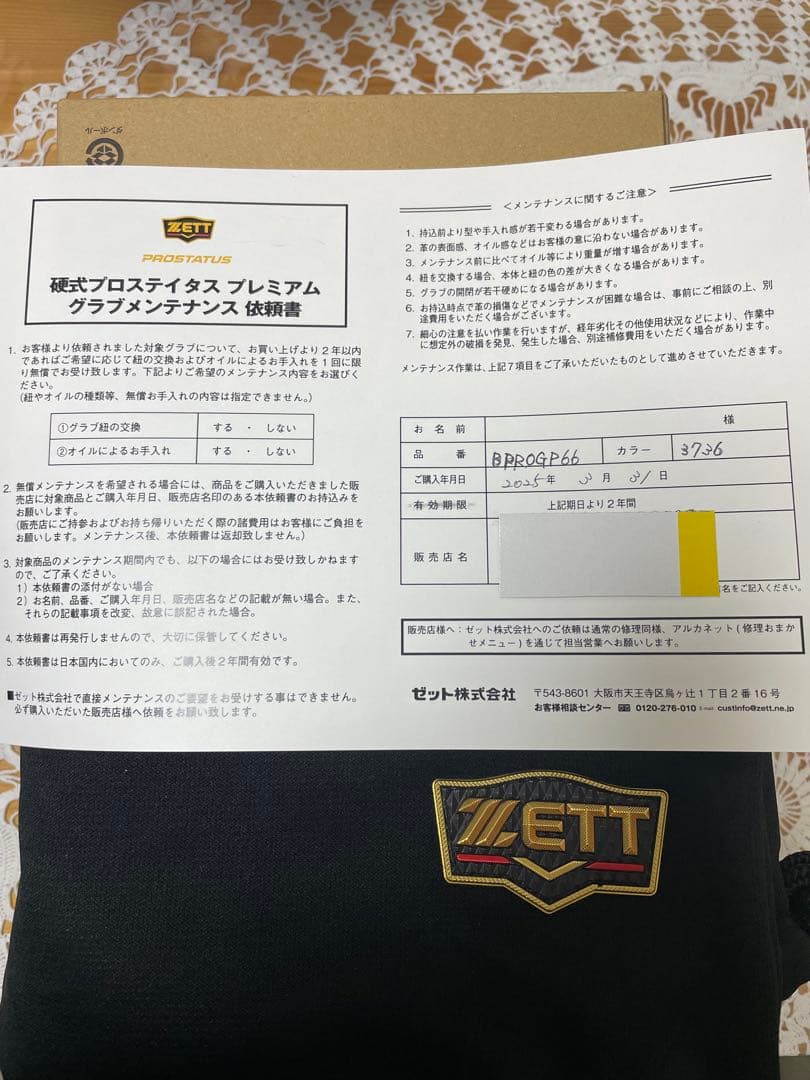 ダンボール
ZETT
PROSTATUS
硬式プロステイタス プレミアム
グラブメンテナンス 依頼書
1. お客様より依頼されました対象グラブについて、お買い上げより2年以内
であればご希望に応じて紐の交換およびオイルによるお手入れを1回に限
り無償でお受け致します。下記よりご希望のメンテナンス内容をお選びく
ださい。
(紐やオイルの種類等、無償お手入れの内容は指定できません。)
①グラブ紐の交換 する ・ しない
②オイルによるお手入れ する ・ しない
2. 無償メンテナンスを希望される場合には、商品をご購入いただきました販
売店に対象商品とご購入年月日、販売店名印のある本依頼書のお持込みを
お願いします。
(販売店にご持参およびお持ち帰りいただく際の諸費用はお客様にご負担を
お願いします。メンテナンス後、本依頼書は返却致しません。)
3. 対象商品のメンテナンス期間内でも、以下の場合にはお受け致しかねます
ので、ご了承ください。
1) 本依頼書の添付がない場合
2) お名前、品番、ご購入年月日、販売店名などの記載が無い場合。また、
それらの記載事項を改変、故意に誤記された場合。
4. 本依頼書は再発行しませんので、大切に保管してください。
5. 本依頼書は日本国内においてのみ、ご購入後2年間有効です。
■ゼット株式会社で直接メンテナンスのご要望をお受けする事はできません。
必ず購入いただいた販売店様へ依頼をお願い致します。
<メンテナンスに関するご注意>
1. 持込前より型や手入れ感が若干変わる場合があります。
2. 革の表面感、オイル感などはお客様の意に沿わない場合があります。
3. メンテナンス前に比べてオイル等により重量が増す場合があります。
4. 紐を交換する場合、本体と紐の色の差が大きくなる場合があります。
5. グラブの開閉が若干硬めになる場合があります。
6. お持込時点で革の損傷などでメンテナンスが困難な場合は、事前にご相談の上、別
途費用をいただく場合がございます。
7. 細心の注意を払い作業を行いますが、経年劣化その他使用状況などにより、作業中
に想定外の破損を発見、発生した場合、別途補修費用をいただく場合があります。
メンテナンス作業は、上記7項目をご了承いただいたものとして進めさせていただきます。
お名前 様
品番 BPROGP66 カラー 3736
ご購入年月日 2025年 3月 31日
有効期限 上記期日より2年間
販売店名
名をご記入ください。
販売店様へ：ゼット株式会社へのご依頼は通常の修理同様、アルカネット(修理おまか
せメニュー)を通じて担当営業へお願いします。
ゼット株式会社 〒543-8601 大阪市天王寺区烏ヶ辻1丁目2番16号
お客様相談センター 0120-276-010 E-mail custinfo@zett.ne.jp
ZETT